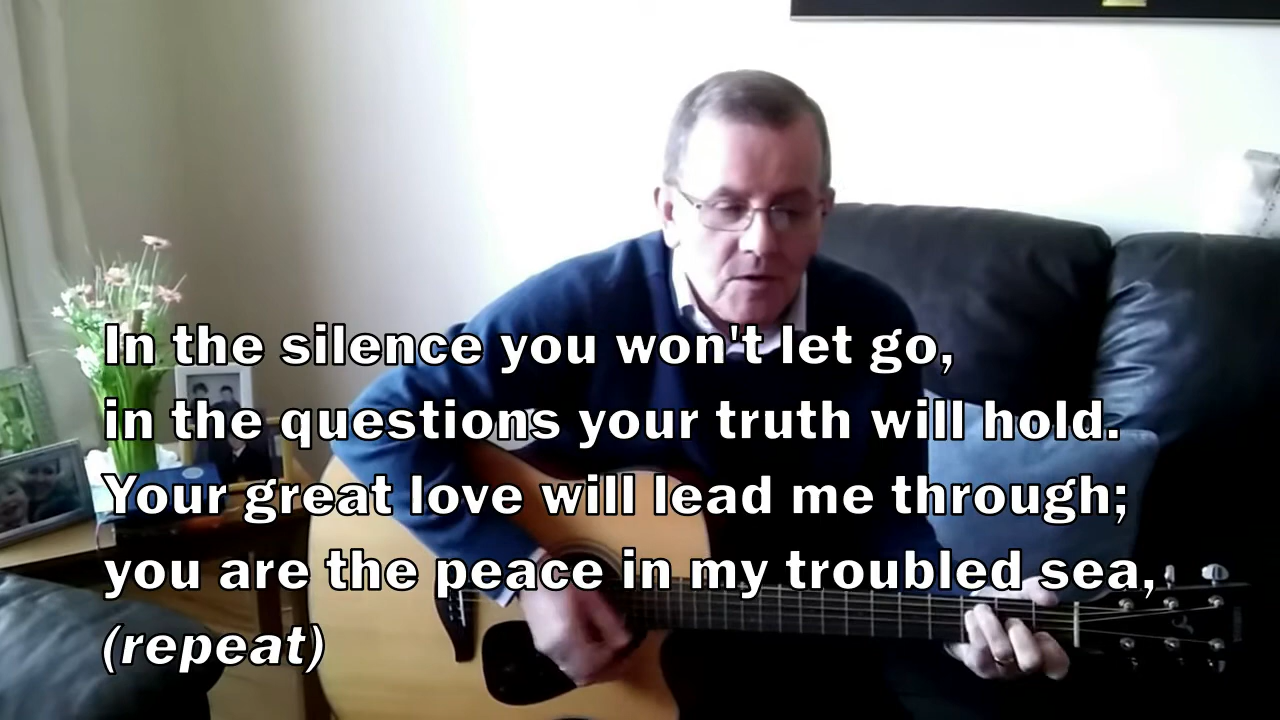 In the silence you won't let go,
in the questions your truth will hold.
Your great love will lead me through;
you are the peace in my troubled sea,
(repeat)